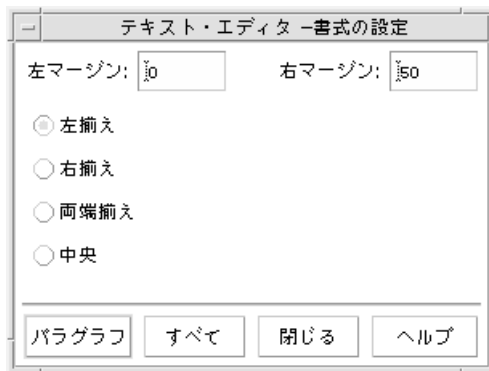 テキスト・エディタ −書式の設定
左マージン: 0 右マージン: 50
左揃え
右揃え
両端揃え
中央
パラグラフ すべて 閉じる ヘルプ